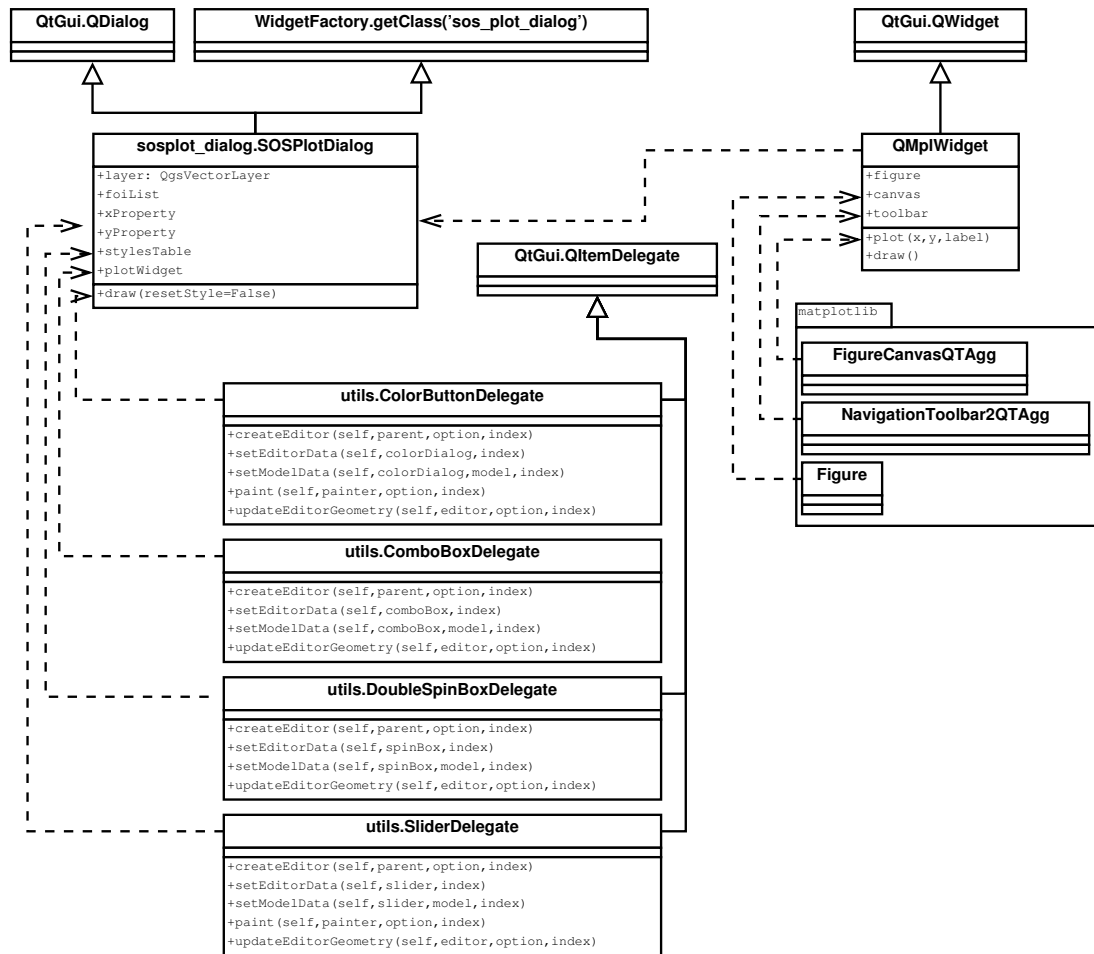 QtGui.QDialog
WidgetFactory.getClass('sos_plot_dialog')
QtGui.QWidget
sosplot_dialog.SOSPlotDialog
+layer: QgsVectorLayer
+foiList
+xProperty
+yProperty
+stylesTable
+plotWidget
+draw(resetStyle=False)
QMplWidget
+figure
+canvas
+toolbar
+plot(x,y,label)
+draw()
QtGui.QItemDelegate
matplotlib
FigureCanvasQTAgg
NavigationToolbar2QTAgg
Figure
utils.ColorButtonDelegate
+createEditor(self,parent,option,index)
+setEditorData(self,colorDialog,index)
+setModelData(self,colorDialog,model,index)
+paint(self,painter,option,index)
+updateEditorGeometry(self,editor,option,index)
utils.ComboBoxDelegate
+createEditor(self,parent,option,index)
+setEditorData(self,comboBox,index)
+setModelData(self,comboBox,model,index)
+updateEditorGeometry(self,editor,option,index)
utils.DoubleSpinBoxDelegate
+createEditor(self,parent,option,index)
+setEditorData(self,spinBox,index)
+setModelData(self,spinBox,model,index)
+updateEditorGeometry(self,editor,option,index)
utils.SliderDelegate
+createEditor(self,parent,option,index)
+setEditorData(self,slider,index)
+setModelData(self,slider,model,index)
+paint(self,painter,option,index)
+updateEditorGeometry(self,editor,option,index)